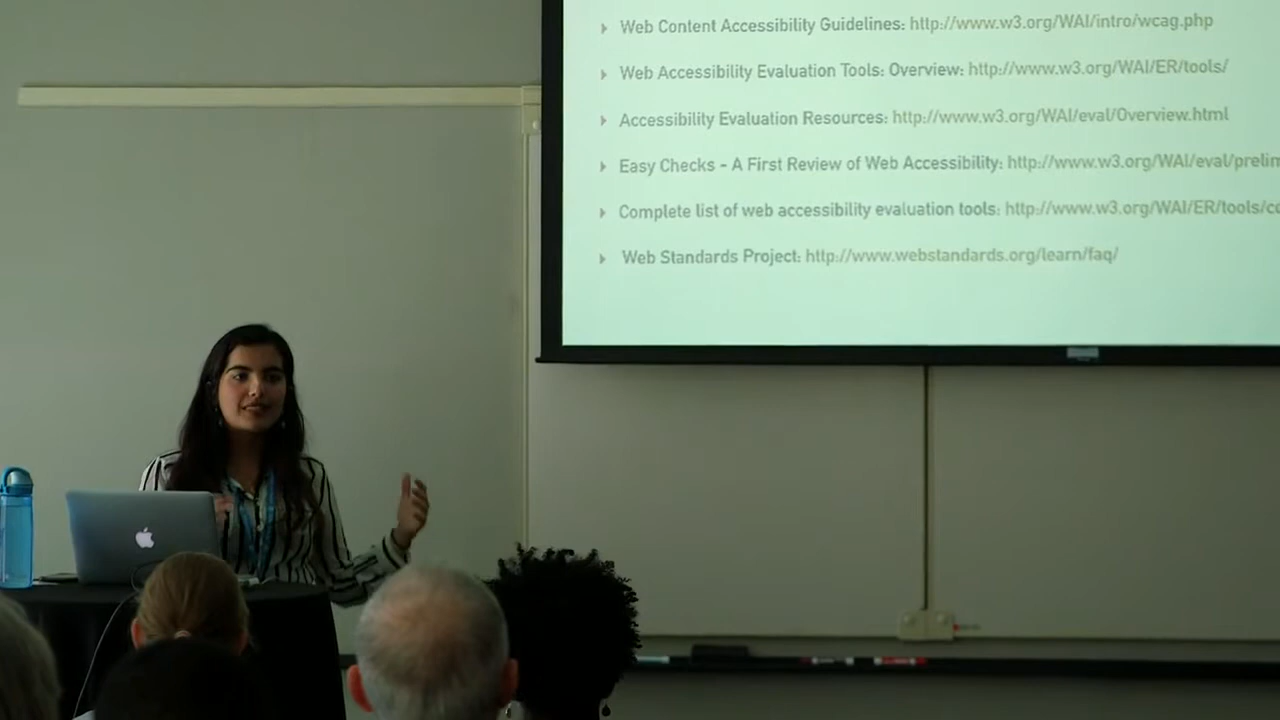 Web Content Accessibility Guidelines: http://www.w3.org/WAI/intro/wcag.php
Web Accessibility Evaluation Tools: Overview: http://www.w3.org/WAI/ER/tools/
Accessibility Evaluation Resources: http://www.w3.org/WAI/eval/Overview.html
Easy Checks - A First Review of Web Accessibility: http://www.w3.org/WAI/eval/prelim
Complete list of web accessibility evaluation tools: http://www.w3.org/WAI/ER/tools/co
Web Standards Project: http://www.webstandards.org/learn/faq/